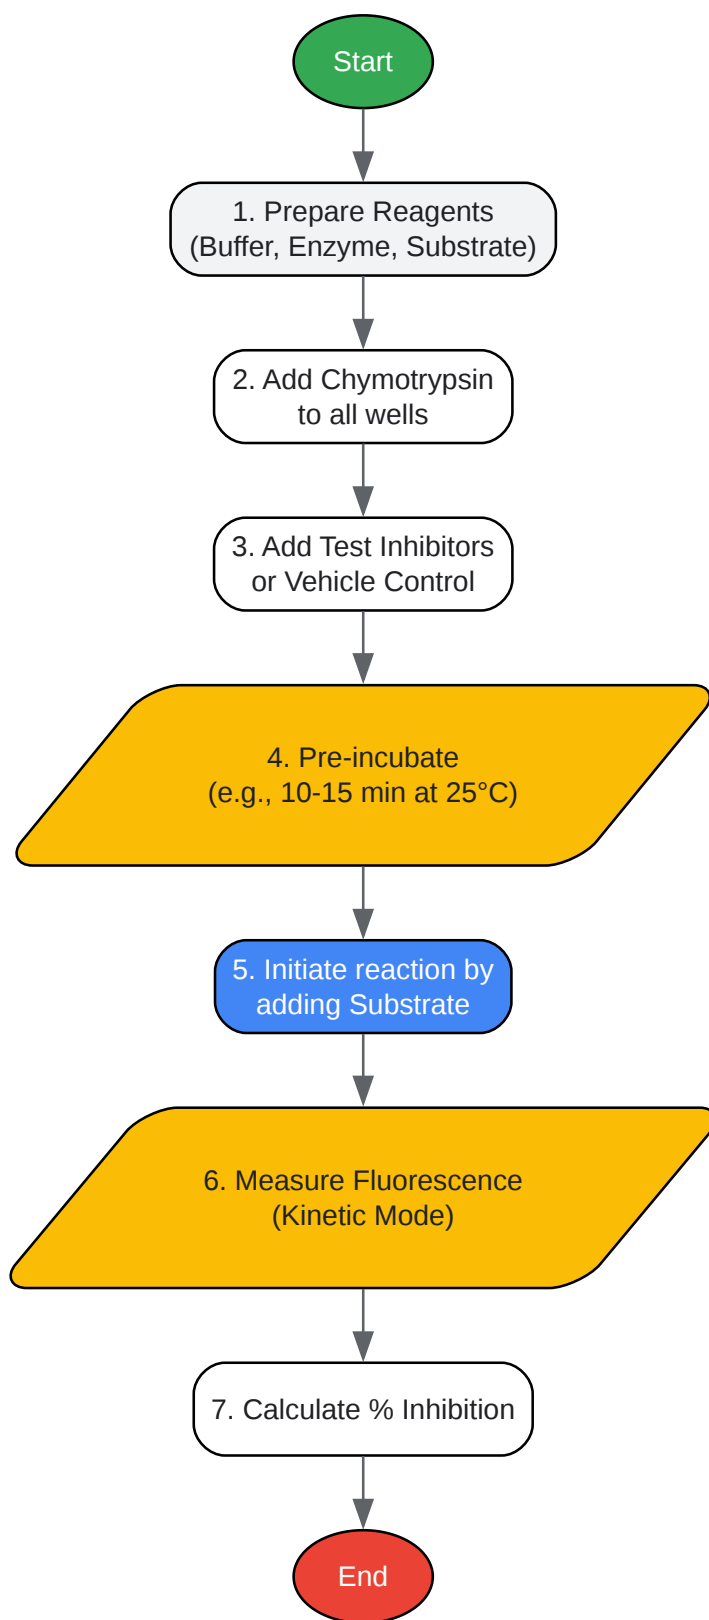 Start
1. Prepare Reagents
(Buffer, Enzyme, Substrate)
2. Add Chymotrypsin
to all wells
3. Add Test Inhibitors
or Vehicle Control
4. Pre-incubate
(e.g., 10-15 min at 25°C)
5. Initiate reaction by
adding Substrate
6. Measure Fluorescence
(Kinetic Mode)
7. Calculate % Inhibition
End